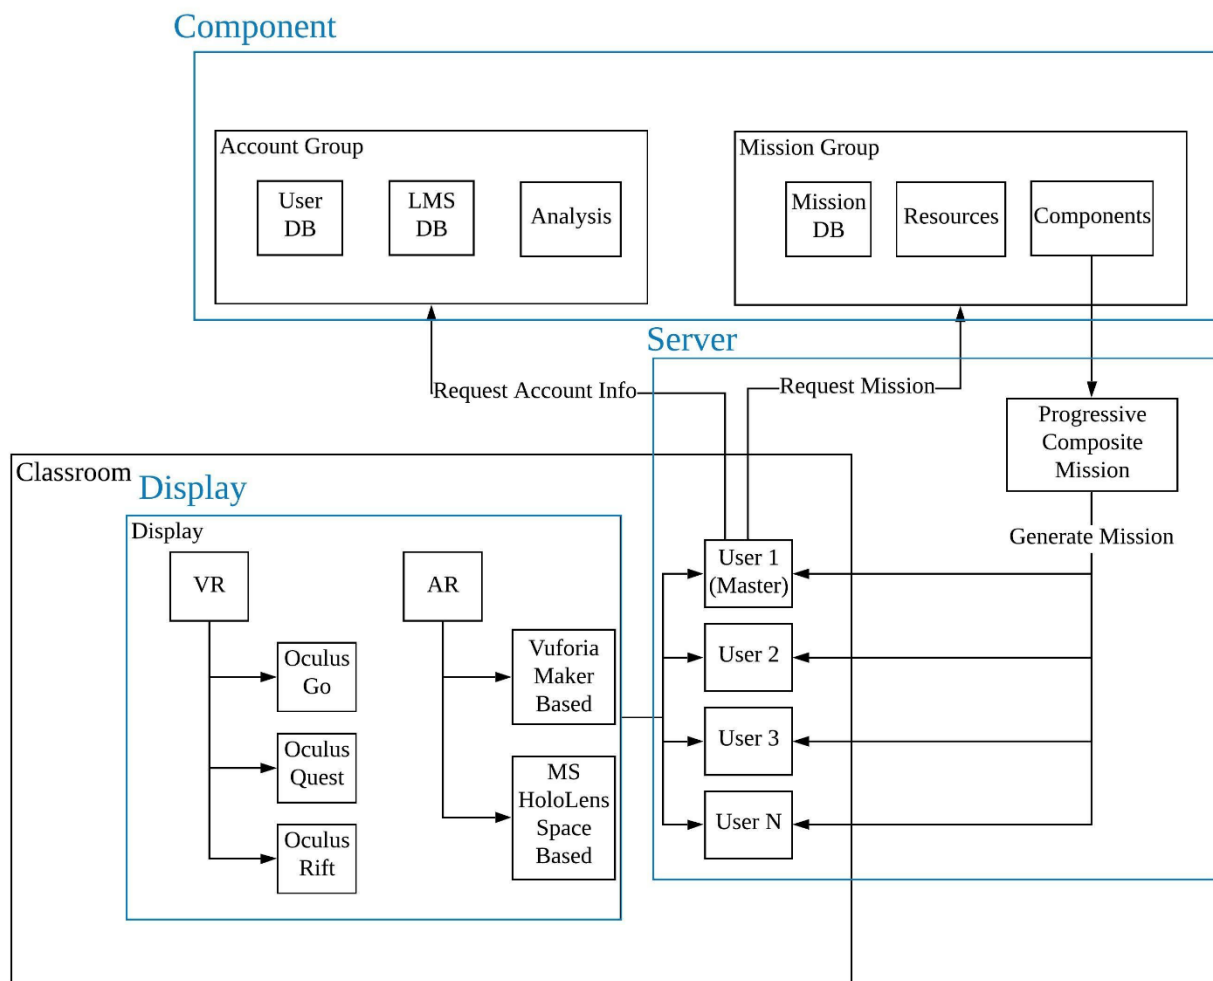 Component
Account Group
User
DB
LMS
DB
Analysis
Mission Group
Mission
DB
Resources
Components
Server
Request Account Info
Request Mission
Progressive
Composite
Mission
Generate Mission
Classroom
Display
Display
VR
Oculus
Go
Oculus
Quest
Oculus
Rift
AR
Vuforia
Maker
Based
MS
HoloLens
Space
Based
User 1
(Master)
User 2
User 3
User N